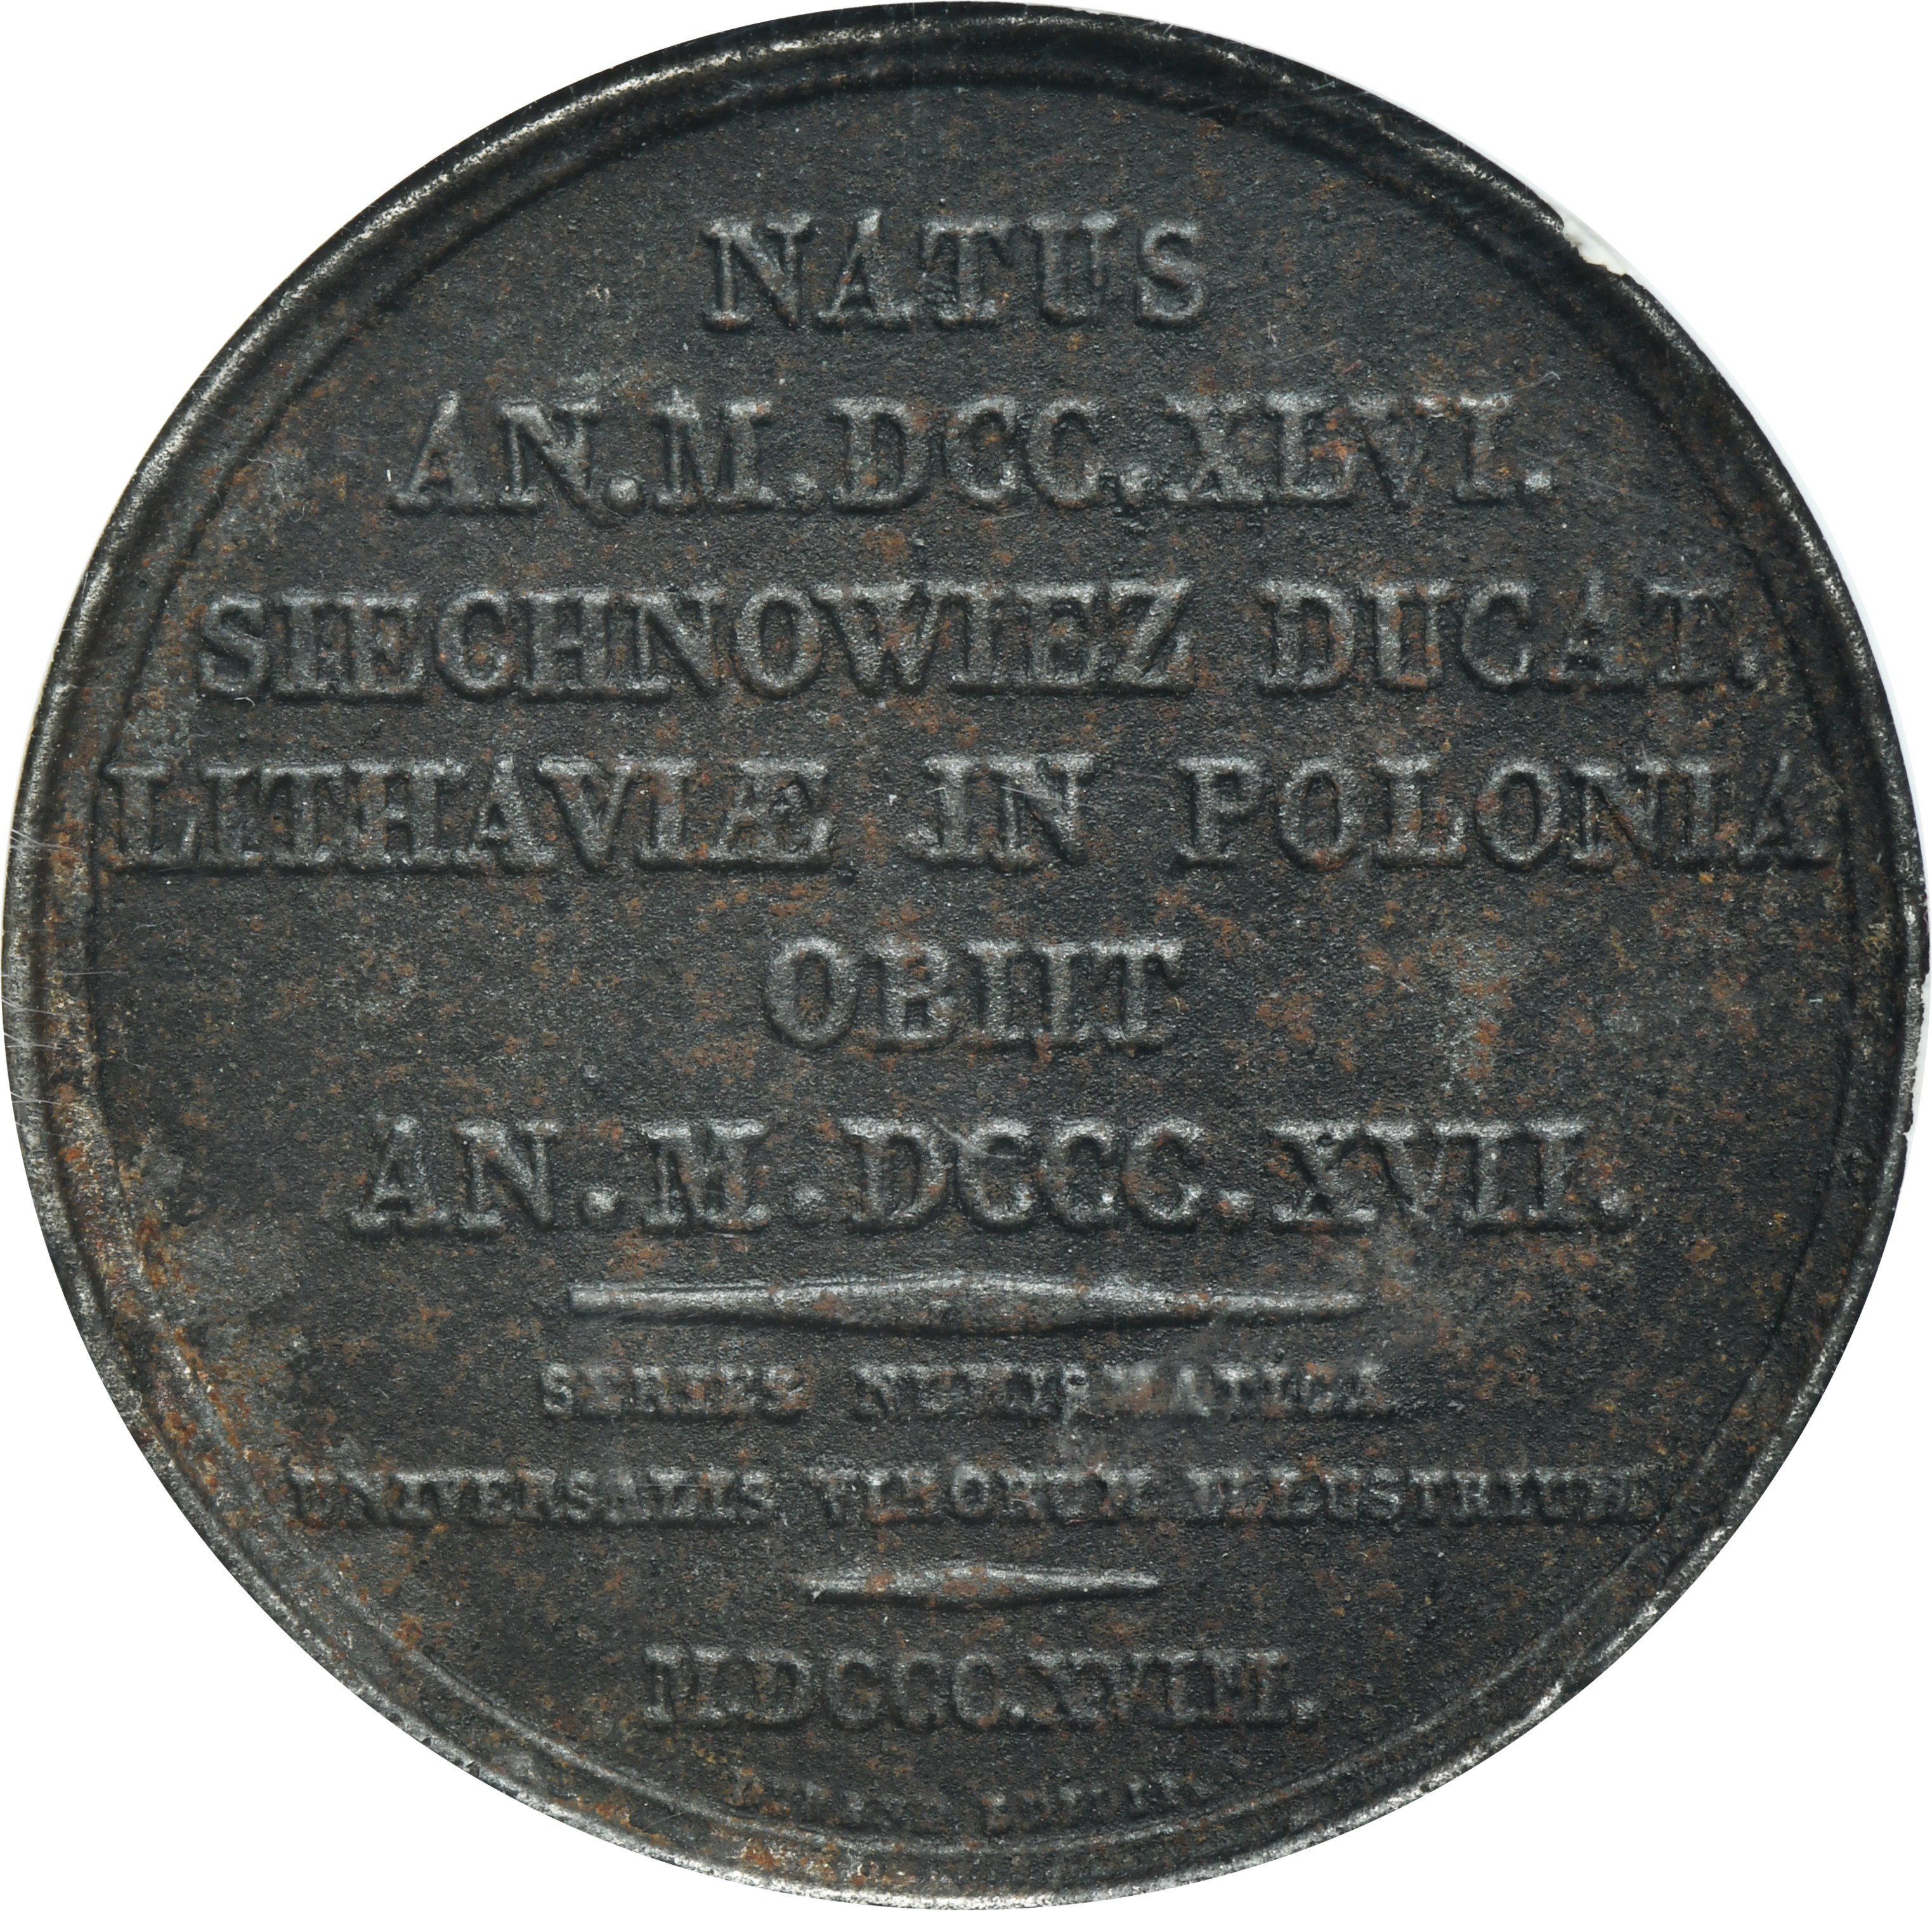 NATUS
AN.M.DCC.XLVI.
SIECHNOWIEZ DUCAT.
LITHAVIÆ IN POLONIA
OBIIT
AN.M.DCCC.XVII.
SERIES NUMISMATICA
UNIVERSALIS VIRORUM ILLUSTRIUM.
M.DCCC.XVIII.